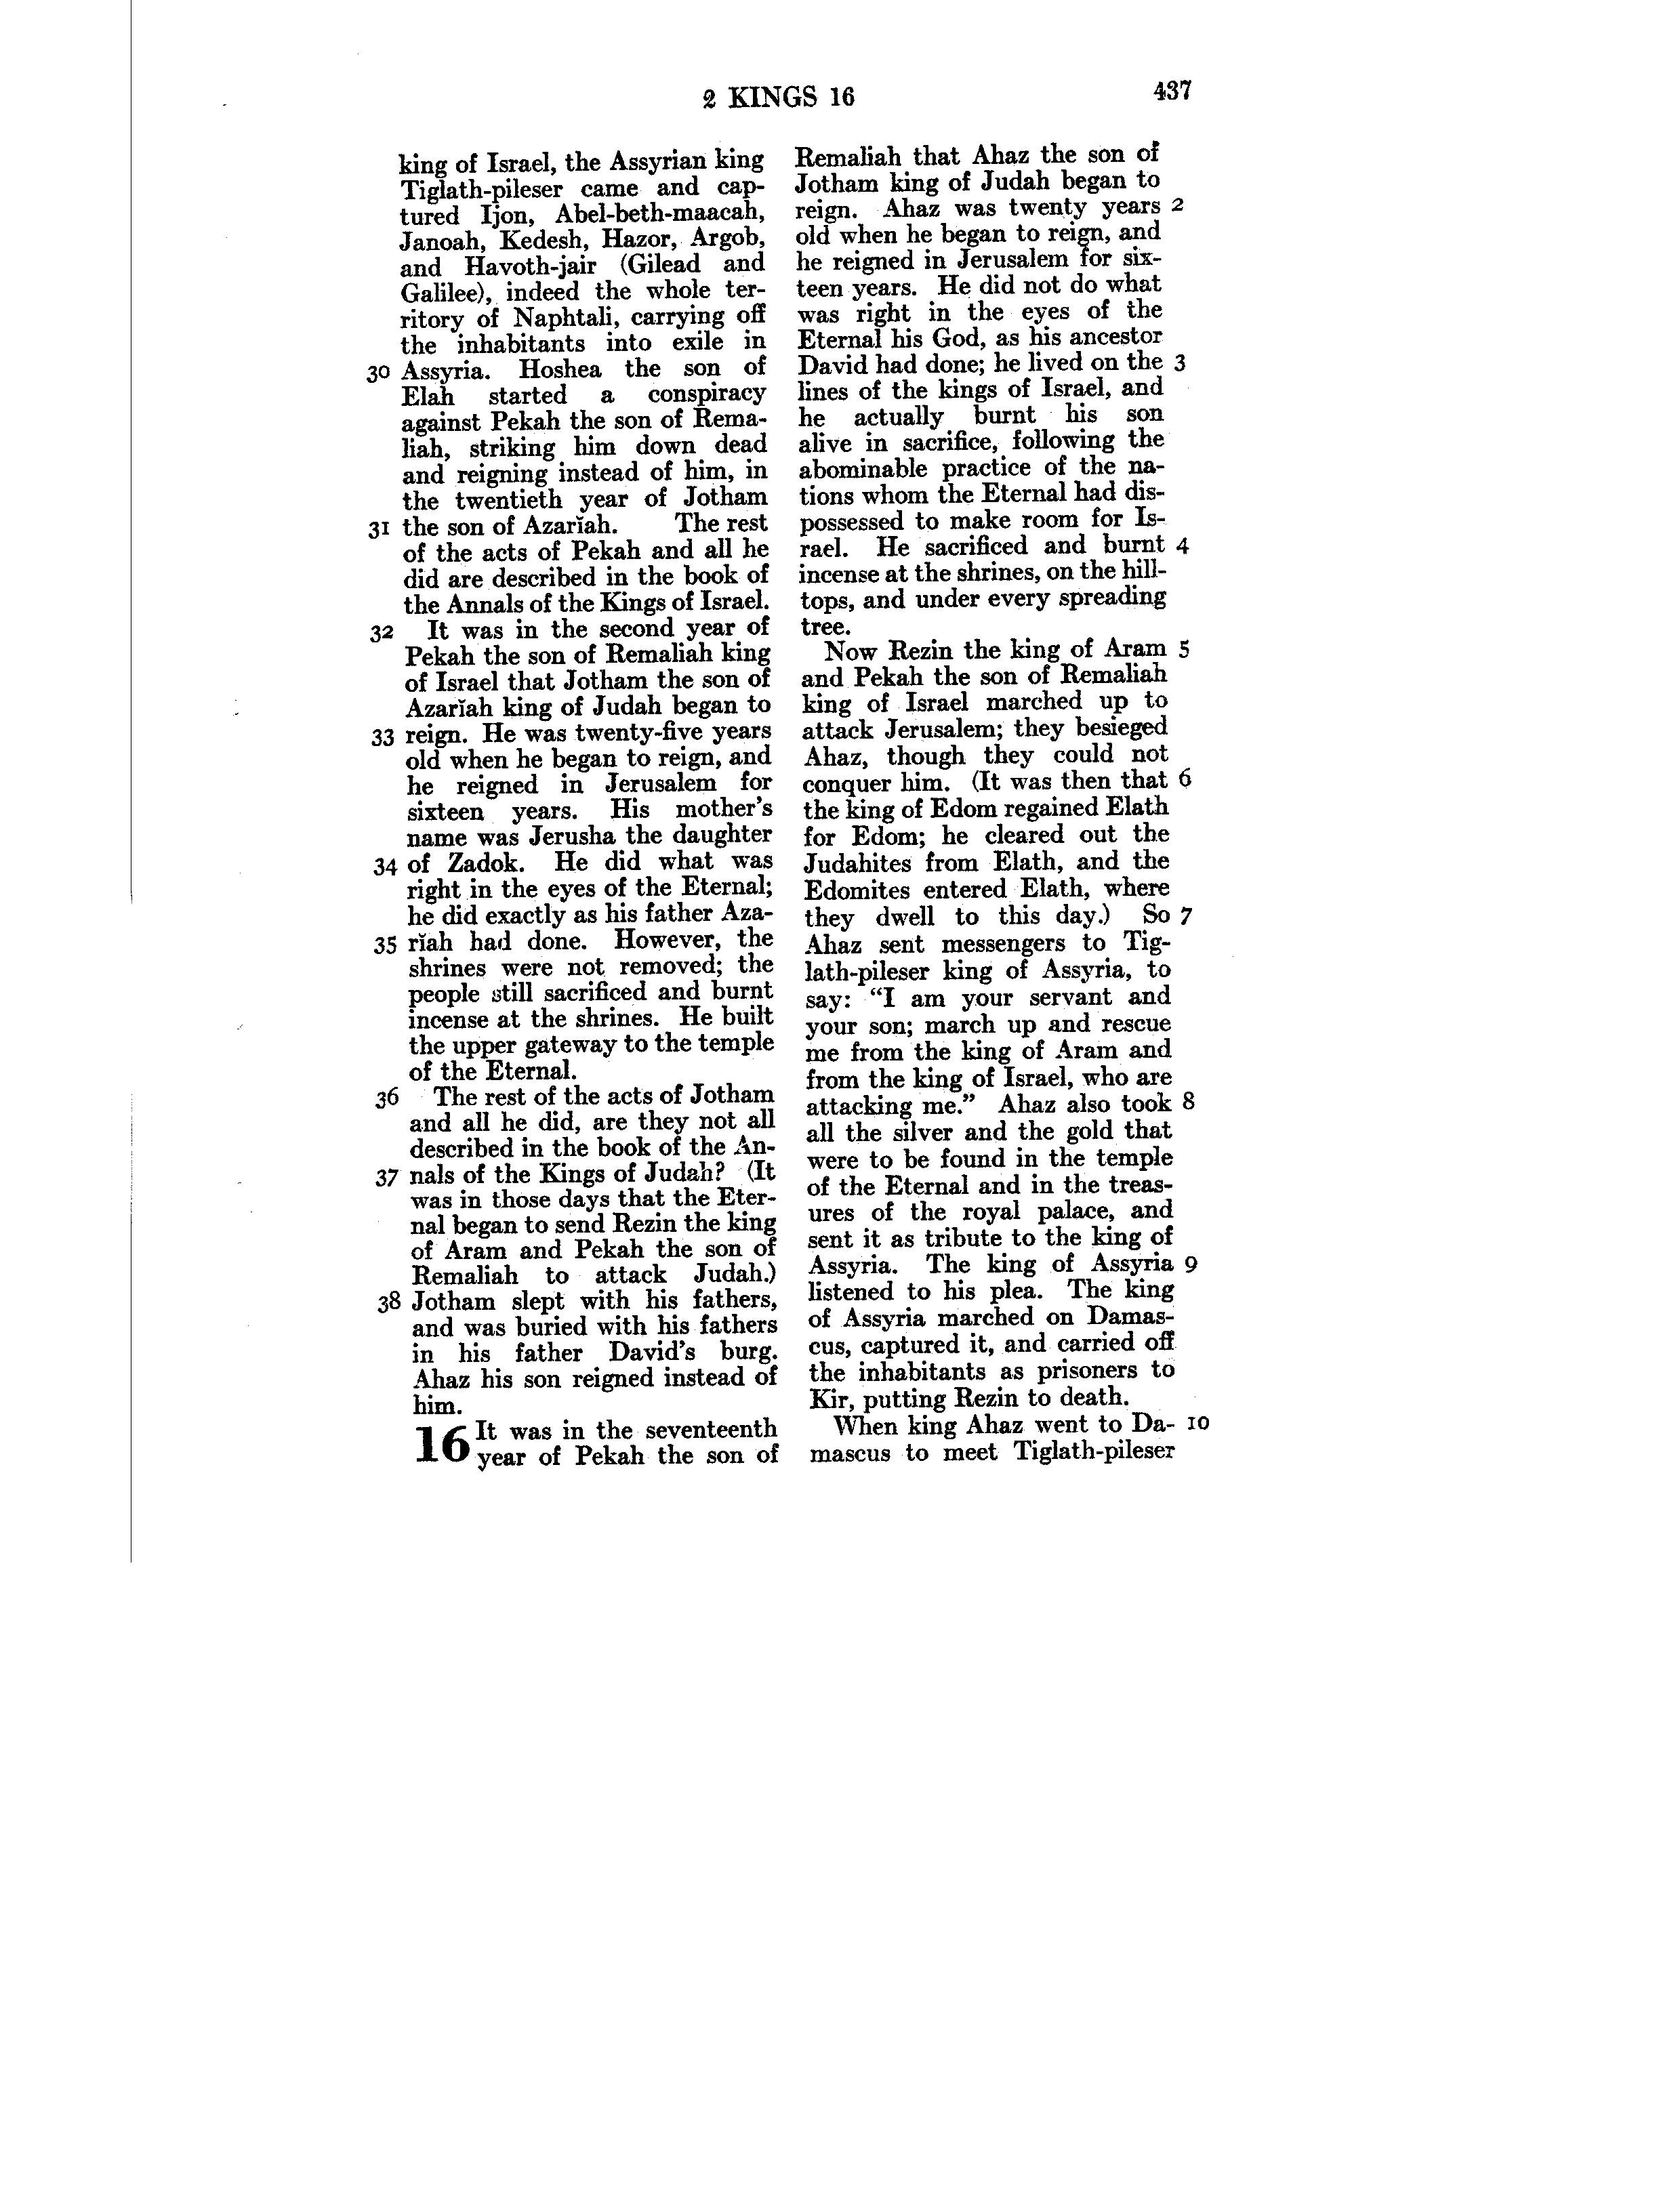 2 KINGS 16
437
king of Israel, the Assyrian king
Tiglath-pileser came and cap-
tured Ijon, Abel-beth-maacah,
Janoah, Kedesh, Hazor, Argob,
and Havoth-jair (Gilead and
Galilee), indeed the whole ter-
ritory of Naphtali, carrying off
the inhabitants into exile in
30 Assyria. Hoshea the son of
Elah started a conspiracy
against Pekah the son of Rema-
liah, striking him down dead
and reigning instead of him, in
the twentieth year of Jotham
31 the son of Azarĭah. The rest
of the acts of Pekah and all he
did are described in the book of
the Annals of the Kings of Israel.
32 It was in the second year of
Pekah the son of Remaliah king
of Israel that Jotham the son of
Azarĭah king of Judah began to
33 reign. He was twenty-five years
old when he began to reign, and
he reigned in Jerusalem for
sixteen years. His mother's
name was Jerusha the daughter
34 of Zadok. He did what was
right in the eyes of the Eternal;
he did exactly as his father Aza-
35 rĭah had done. However, the
shrines were not removed; the
people still sacrificed and burnt
incense at the shrines. He built
the upper gateway to the temple
of the Eternal.
36 The rest of the acts of Jotham
and all he did, are they not all
described in the book of the An-
37 nals of the Kings of Judah? (It
was in those days that the Eter-
nal began to send Rezin the king
of Aram and Pekah the son of
Remaliah to attack Judah.)
38 Jotham slept with his fathers,
and was buried with his fathers
in his father David's burg.
Ahaz his son reigned instead of
him.
16 It was in the seventeenth
year of Pekah the son of
Remaliah that Ahaz the son of
Jotham king of Judah began to
reign. Ahaz was twenty years 2
old when he began to reign, and
he reigned in Jerusalem for six-
teen years. He did not do what
was right in the eyes of the
Eternal his God, as his ancestor
David had done; he lived on the 3
lines of the kings of Israel, and
he actually burnt his son
alive in sacrifice, following the
abominable practice of the na-
tions whom the Eternal had dis-
possessed to make room for Is-
rael. He sacrificed and burnt 4
incense at the shrines, on the hill-
tops, and under every spreading
tree.
Now Rezin the king of Aram 5
and Pekah the son of Remaliah
king of Israel marched up to
attack Jerusalem; they besieged
Ahaz, though they could not
conquer him. (It was then that 6
the king of Edom regained Elath
for Edom; he cleared out the
Judahites from Elath, and the
Edomites entered Elath, where
they dwell to this day.) So 7
Ahaz sent messengers to Tig-
lath-pileser king of Assyria, to
say: “I am your servant and
your son; march up and rescue
me from the king of Aram and
from the king of Israel, who are
attacking me.” Ahaz also took 8
all the silver and the gold that
were to be found in the temple
of the Eternal and in the treas-
ures of the royal palace, and
sent it as tribute to the king of
Assyria. The king of Assyria 9
listened to his plea. The king
of Assyria marched on Damas-
cus, captured it, and carried off
the inhabitants as prisoners to
Kir, putting Rezin to death.
When king Ahaz went to Da- 10
mascus to meet Tiglath-pileser